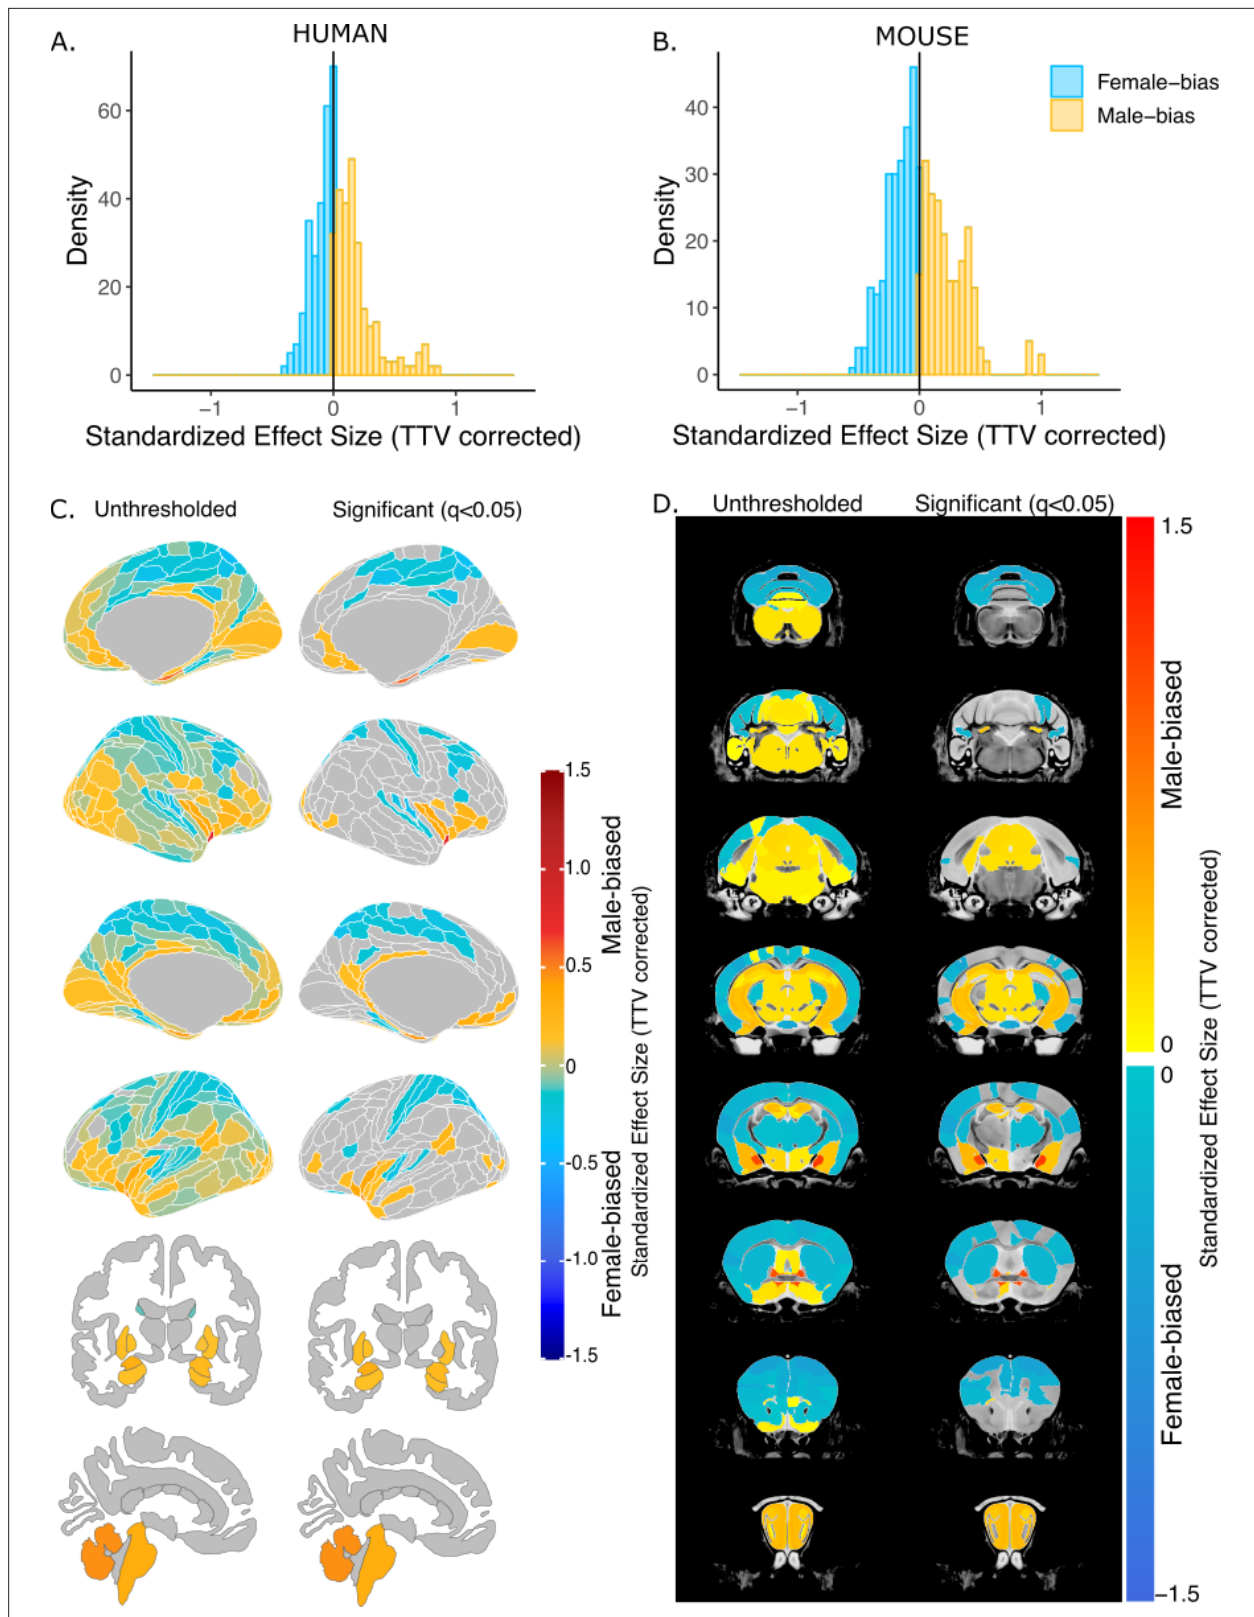 A.
HUMAN
B.
MOUSE
Female−bias
Male−bias
Density
60
40
20
0
−1
0
1
Standardized Effect Size (TTV corrected)
Density
40
30
20
10
0
−1
0
1
Standardized Effect Size (TTV corrected)
C.
Unthresholded
Significant (q<0.05)
1.5
1.0
0.5
0
-0.5
-1.0
-1.5
Male-biased
Female-biased
Standardized Effect Size (TTV corrected)
D.
Unthresholded
Significant (q<0.05)
1.5
0
0
−1.5
Male-biased
Female-biased
Standardized Effect Size (TTV corrected)